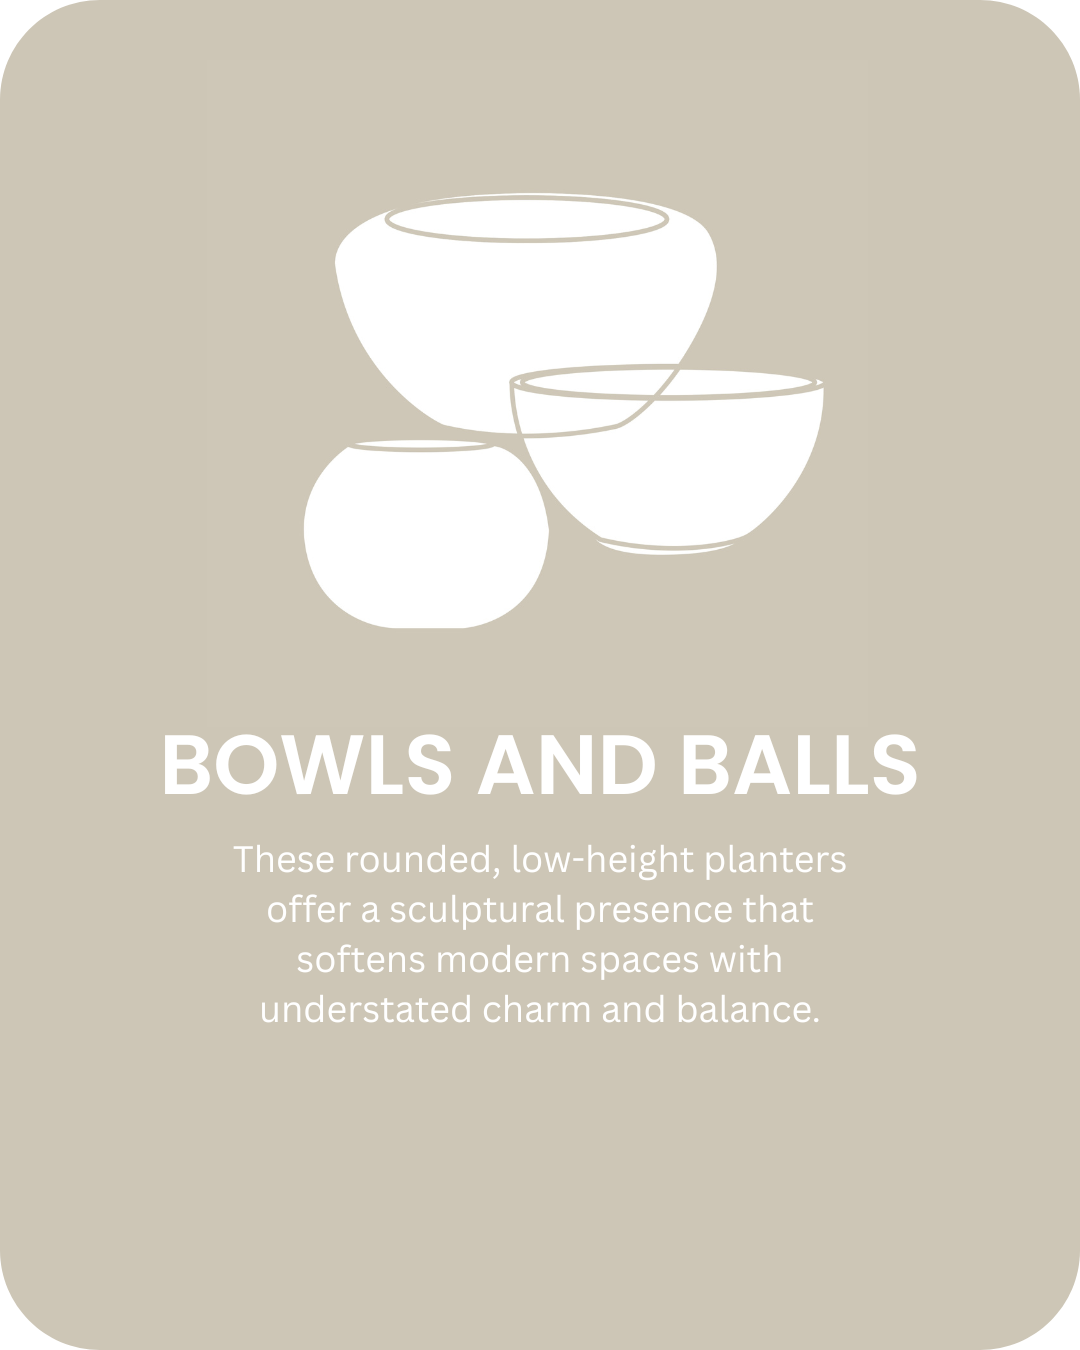 BOWLS AND BALLS
These rounded, low-height planters
offer a sculptural presence that
softens modern spaces with
understated charm and balance.